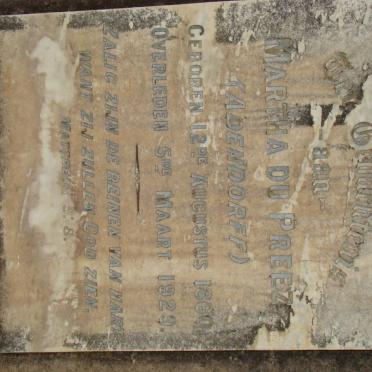 MARTHA DU PREEZ
(ADENDORFF)
GEBOREN 12DE AUGUSTUS
OVERLEDEN 5DE MAART 1929.
ZALIG ZIJN DE REINEN VAN HART
WANT ZIJ ZULLEN GOD ZIEN.